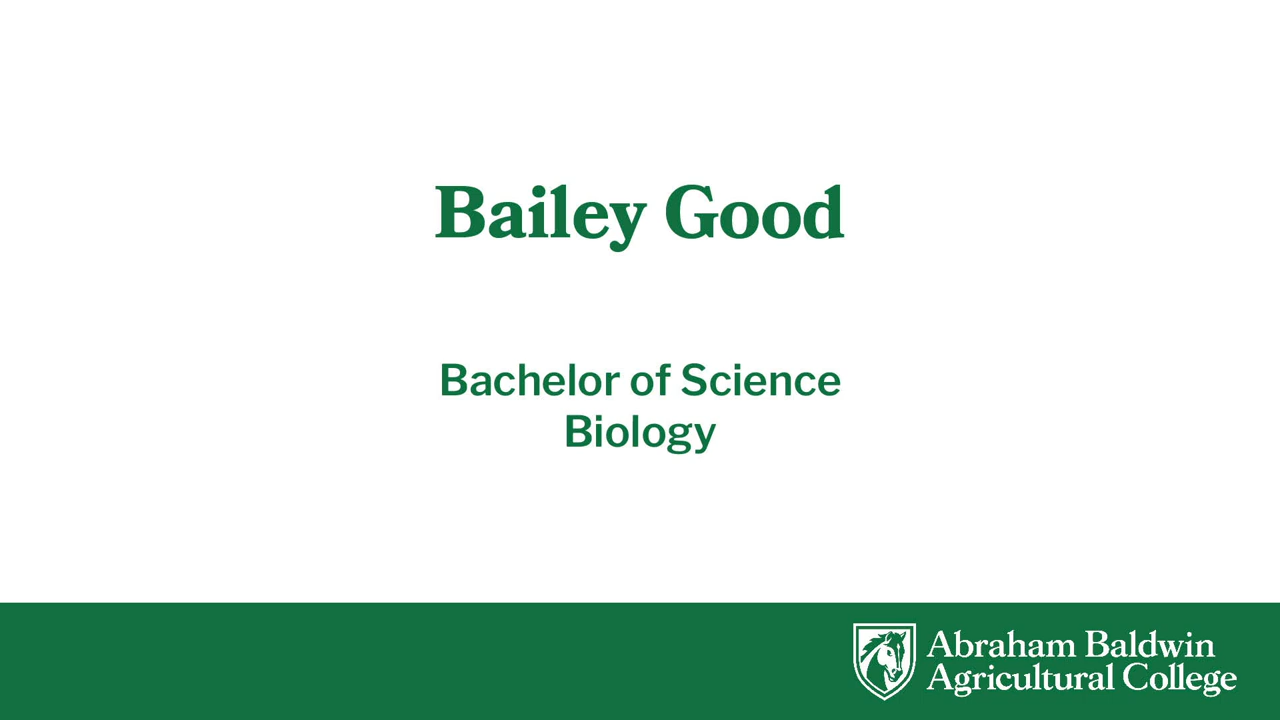 Bailey Good
Bachelor of Science
Biology
Abraham Baldwin
Agricultural College